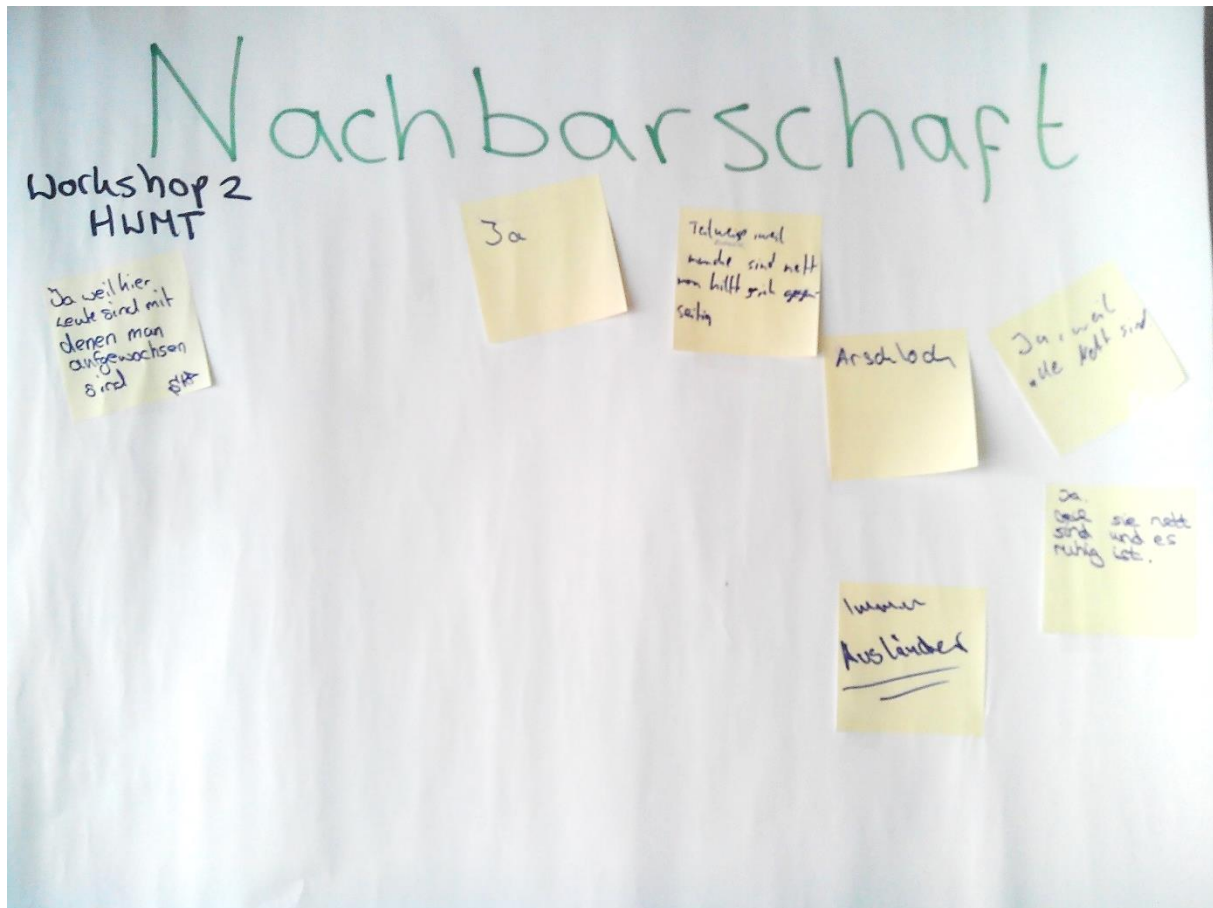 Nachbarschaft
Workshop 2
HWMT
Ja weil hier
Leute sind mit
denen man
aufgewachsen
sind
Ja
Teilweise weil
manche sind nett
man hilft sich gegen-
seitig
Arschloch
Ja, weil
alle Nett sind
Ja.
weil sie nett
sind und es
ruhig ist.
Immer
Ausländer